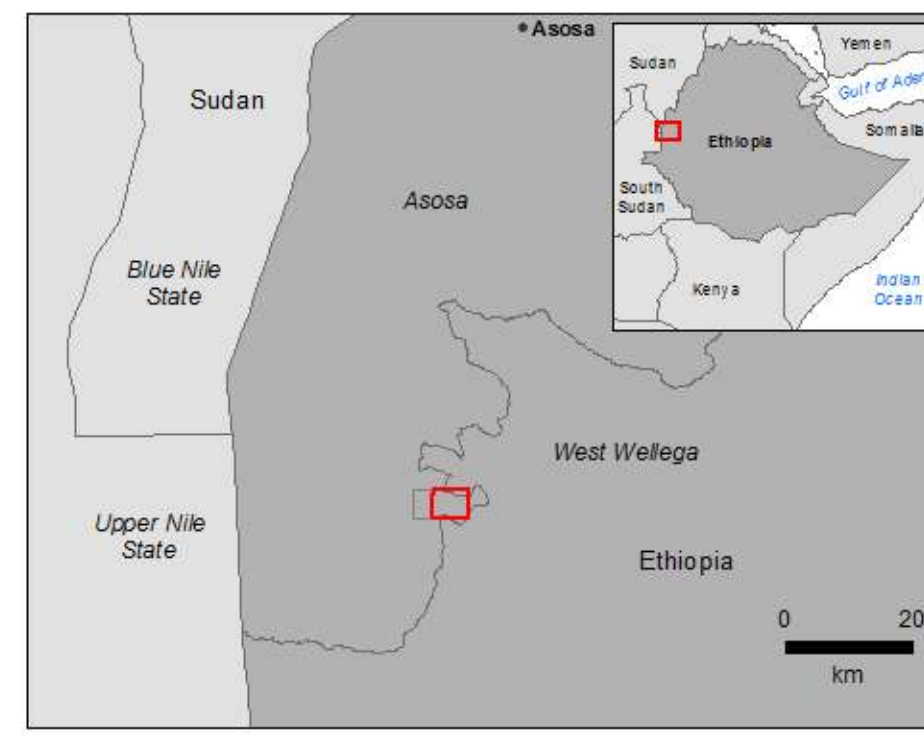 Asosa
Sudan
Asosa
Blue Nile
State
West Wellega
Upper Nile
State
Ethiopia
0 20
km
Yemen
Sudan
Gulf of Aden
Somalia
Ethiopia
South
Sudan
Kenya
Indian
Ocean